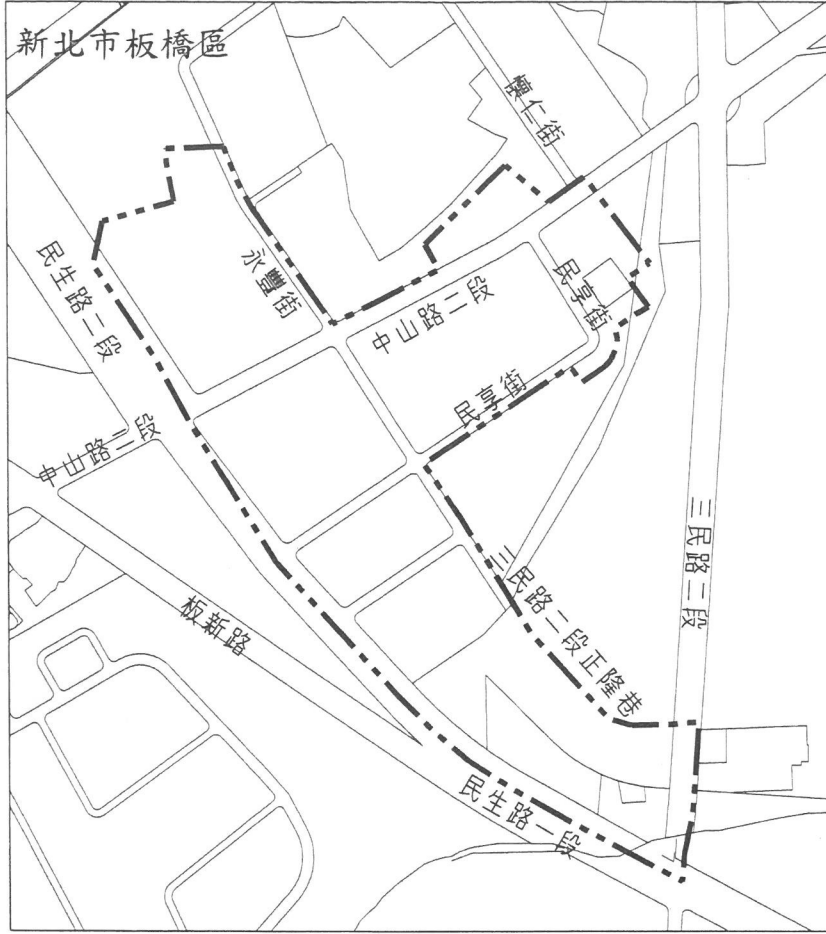 新北市板橋區
懷仁街
民生路二段
永豐街
民享街
中山路二段
民享街
中山路二段
三民路二段
三民路二段正隆巷
板新路
民生路一段